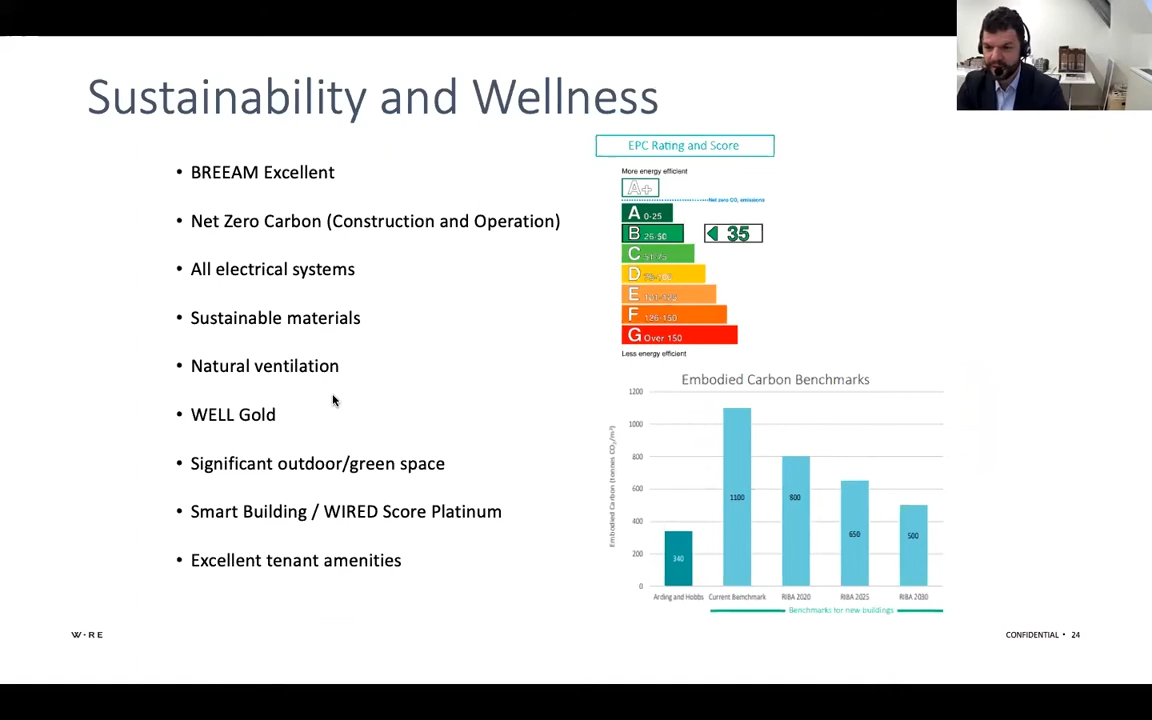 Sustainability and Wellness
• BREEAM Excellent
• Net Zero Carbon (Construction and Operation)
• All electrical systems
• Sustainable materials
• Natural ventilation
• WELL Gold
• Significant outdoor/green space
• Smart Building / WIRED Score Platinum
• Excellent tenant amenities
EPC Rating and Score
More energy efficient
A+
Net zero CO₂ emissions
A 0-25
B 26-50
35
C 51-75
D 76-100
E 101-125
F 126-150
G Over 150
Less energy efficient
Embodied Carbon Benchmarks
Embodied Carbon (tonnes CO₂/m²)
1200
1000
800
600
400
200
0
340
1100
800
650
500
Arding and Hobbs
Current Bemchmark
RIBA 2020
RIBA 2025
RIBA 2030
Benchmarks for new buildings
W·RE
CONFIDENTIAL • 24